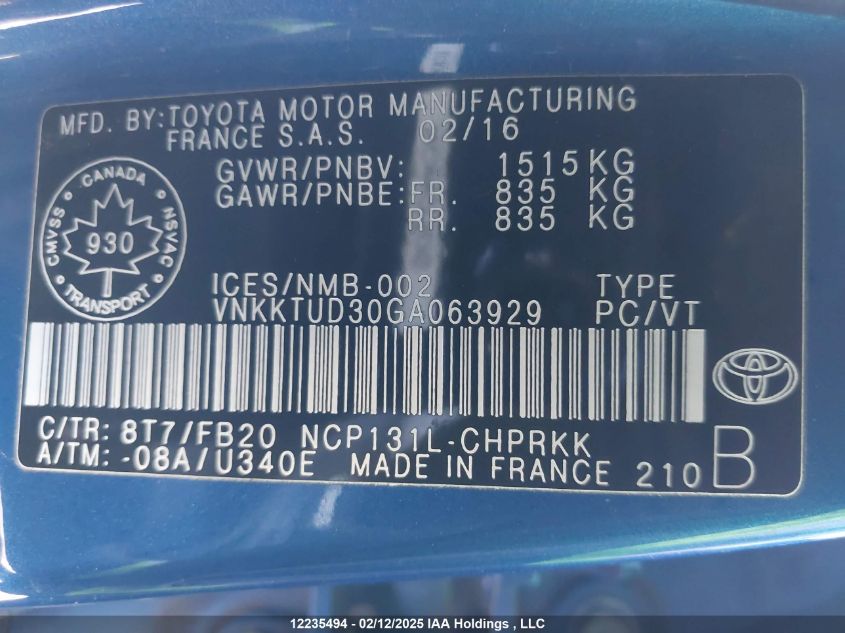 MFD. BY: TOYOTA MOTOR MANUFACTURING
FRANCE S.A.S. 02/16
GVWR/PNBV: 1515 KG
GAWR/PNBE: FR. 835 KG
RR. 835 KG
CANADA
CMVSS
NSVAC
930
TRANSPORT
ICES/NMB-002 TYPE
VNKKTUD30GA063929 PC/VT
C/TR: 8T7/FB20 NCP131L-CHPRKK
A/TM: -08A/U340E MADE IN FRANCE 210 B
12235494 - 02/12/2025 IAA Holdings , LLC